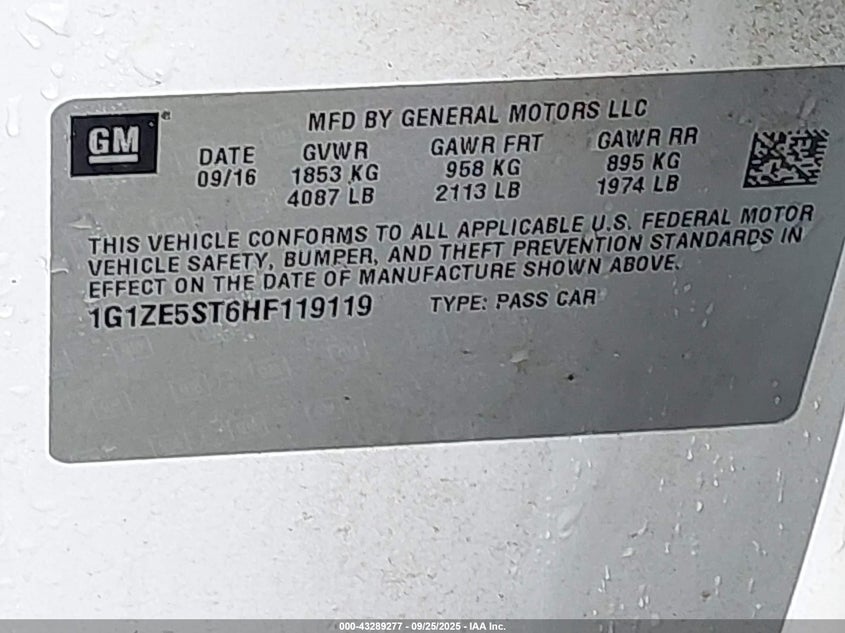 GM
MFD BY GENERAL MOTORS LLC
DATE GVWR GAWR FRT GAWR RR
09/16 1853 KG 958 KG 895 KG
4087 LB 2113 LB 1974 LB
THIS VEHICLE CONFORMS TO ALL APPLICABLE U.S. FEDERAL MOTOR
VEHICLE SAFETY, BUMPER, AND THEFT PREVENTION STANDARDS IN
EFFECT ON THE DATE OF MANUFACTURE SHOWN ABOVE.
1G1ZE5ST6HF119119 TYPE: PASS CAR
000-43289277 - 09/25/2025 - IAA Inc.